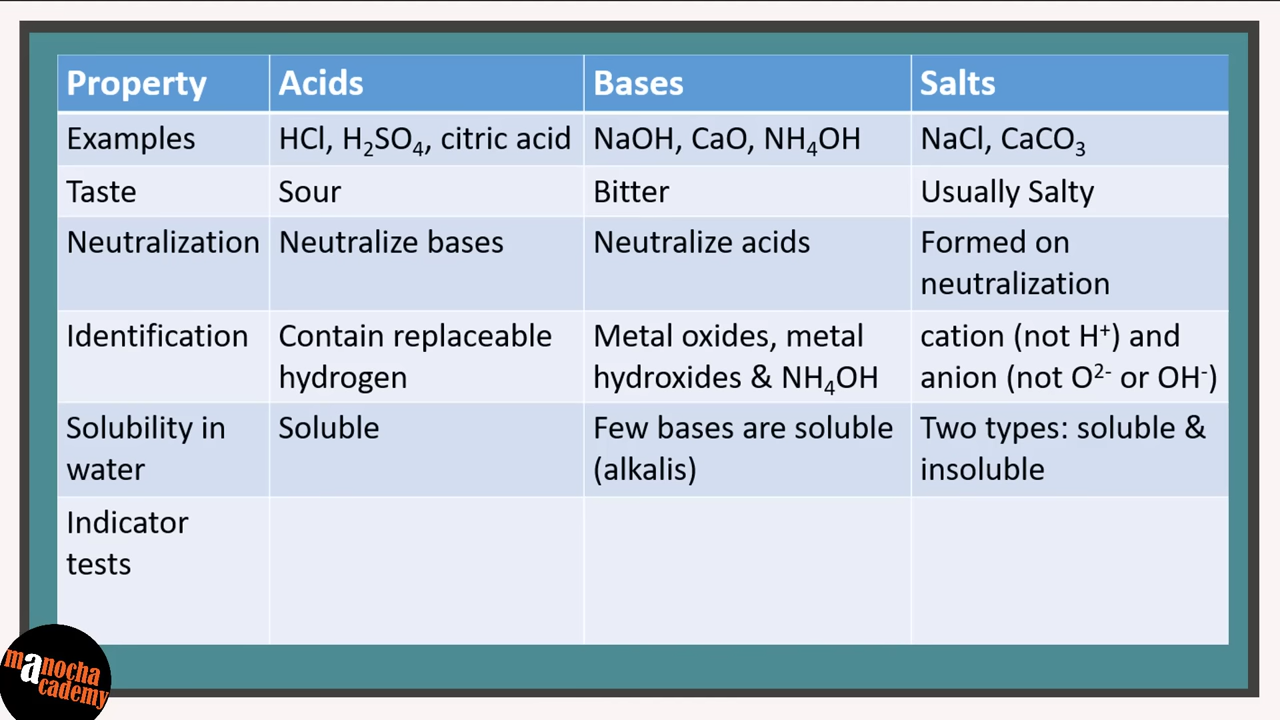 Property Acids Bases Salts
Examples HCl, H₂SO₄, citric acid NaOH, CaO, NH₄OH NaCl, CaCO₃
Taste Sour Bitter Usually Salty
Neutralization Neutralize bases Neutralize acids Formed on
neutralization
Identification Contain replaceable Metal oxides, metal cation (not H⁺) and
hydrogen hydroxides & NH₄OH anion (not O²⁻ or OH⁻)
Solubility in Soluble Few bases are soluble Two types: soluble &
water (alkalis) insoluble
Indicator
tests
manocha
academy